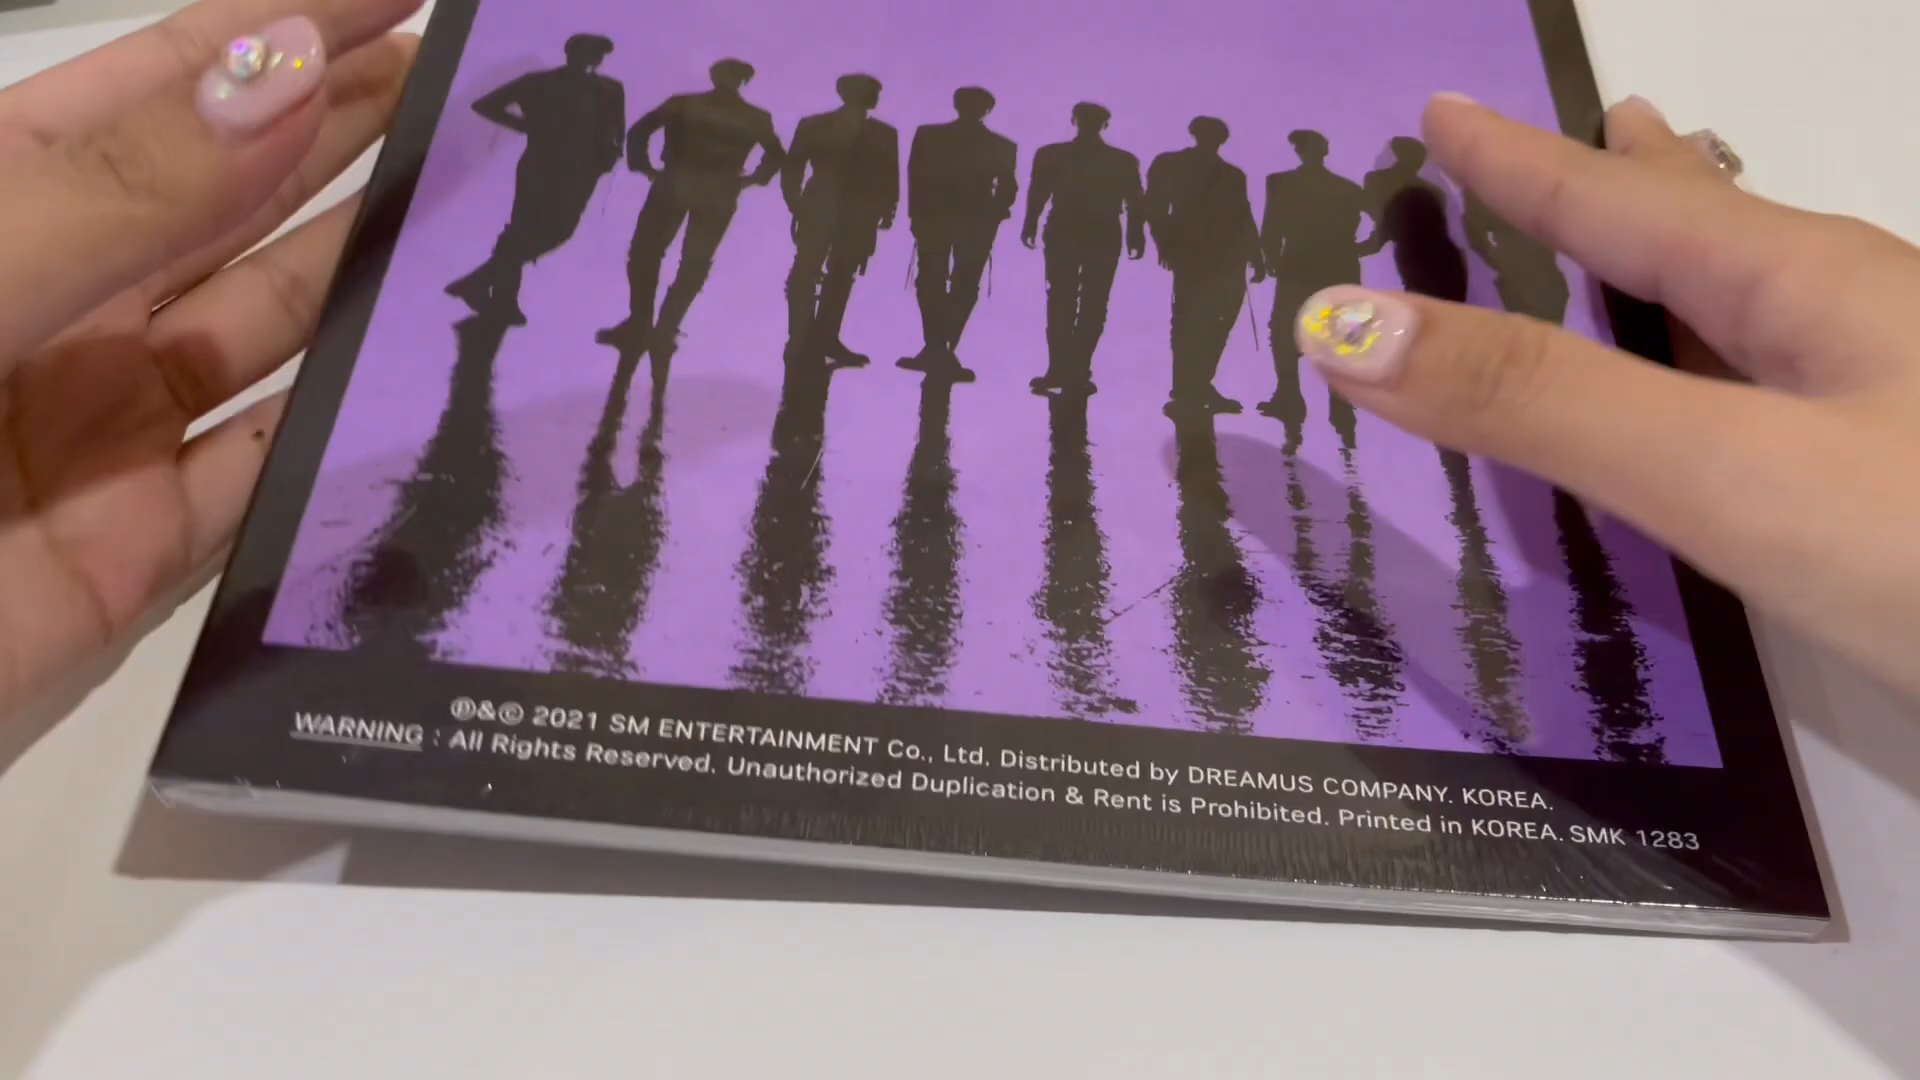 Ⓟ&© 2021 SM ENTERTAINMENT Co., Ltd. Distributed by DREAMUS COMPANY. KOREA.
WARNING : All Rights Reserved. Unauthorized Duplication & Rent is Prohibited. Printed in KOREA. SMK 1283